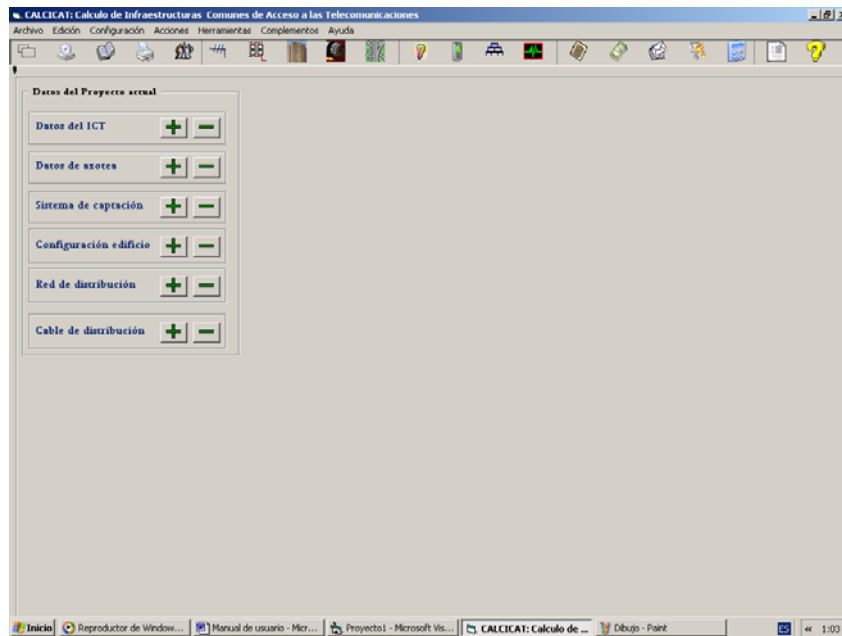 CALCICAT: Calculo de Infraestructuras Comunes de Acceso a las Telecomunicaciones
Archivo Edición Configuración Acciones Herramientas Complementos Ayuda
Datos del Proyecto actual
Datos del ICT
Datos de azotea
Sistema de captación
Configuración edificio
Red de distribución
Cable de distribución
Inicio Reproductor de Window... Manual de usuario - Micr... Proyecto1 - Microsoft Vis... CALCICAT: Calculo de ... Dibujo - Paint ES « 1:03